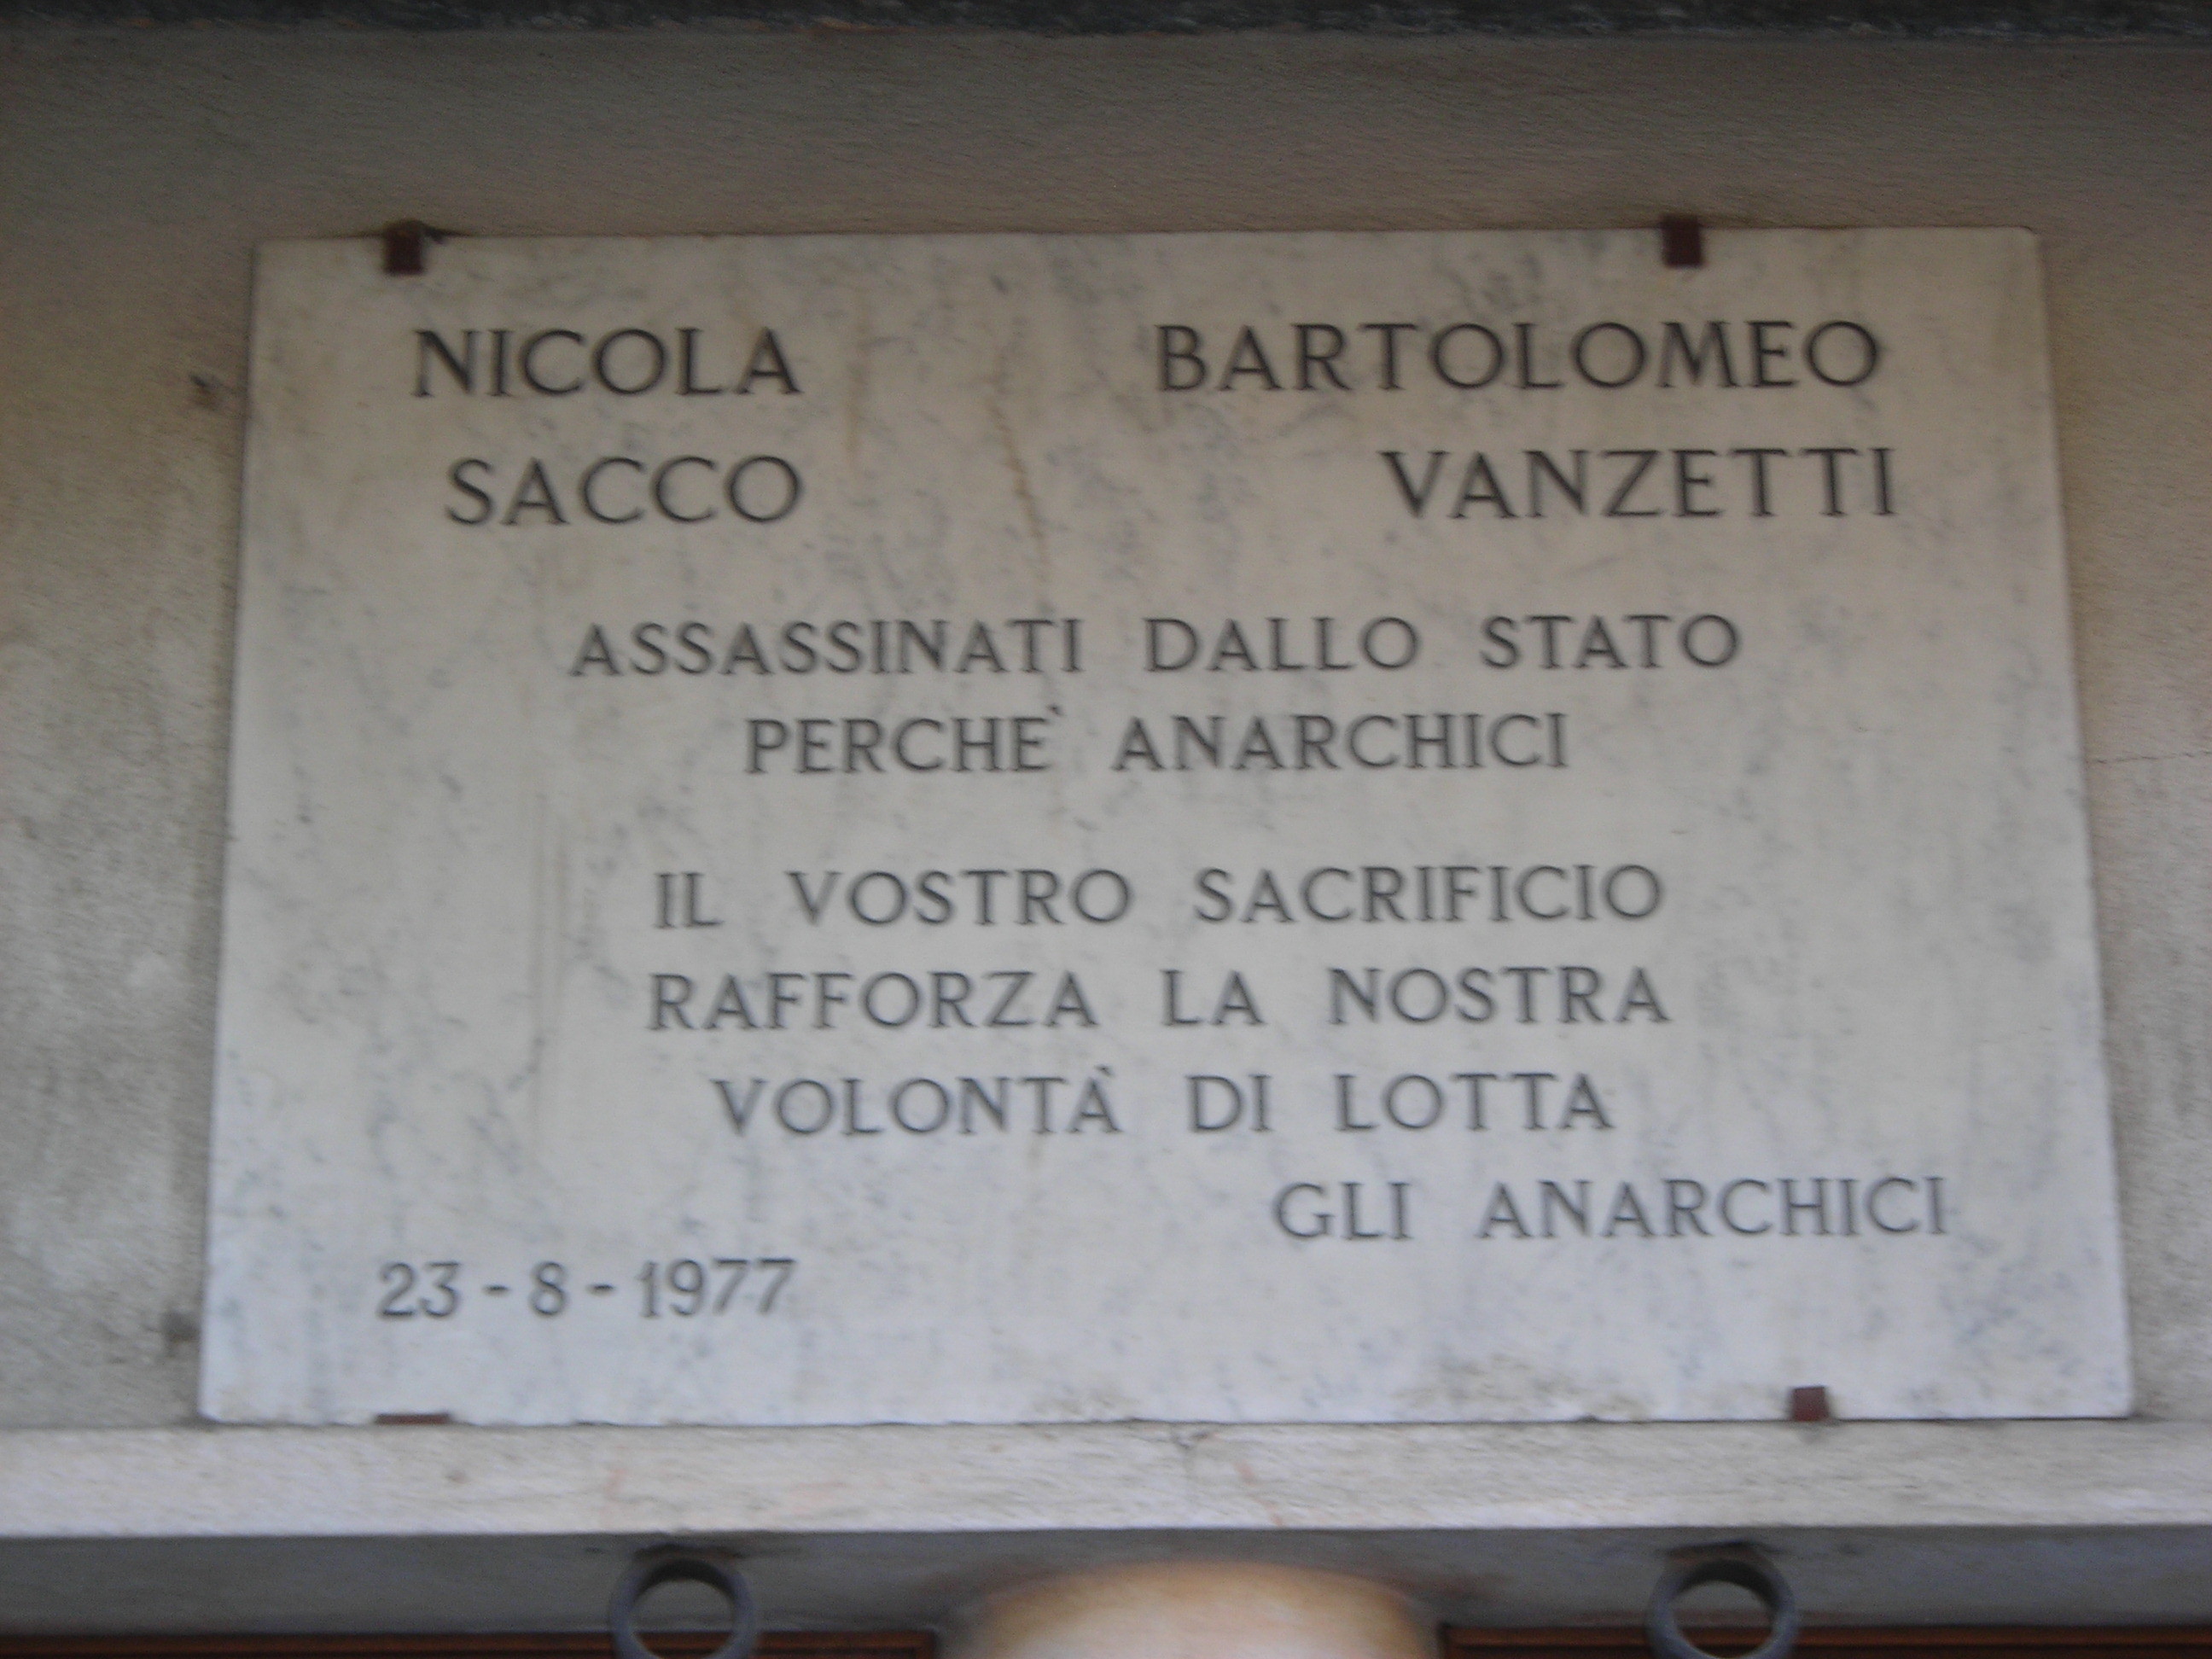 NICOLA BARTOLOMEO
SACCO VANZETTI
ASSASSINATI DALLO STATO
PERCHÈ ANARCHICI
IL VOSTRO SACRIFICIO
RAFFORZA LA NOSTRA
VOLONTÀ DI LOTTA
GLI ANARCHICI
23-8-1977